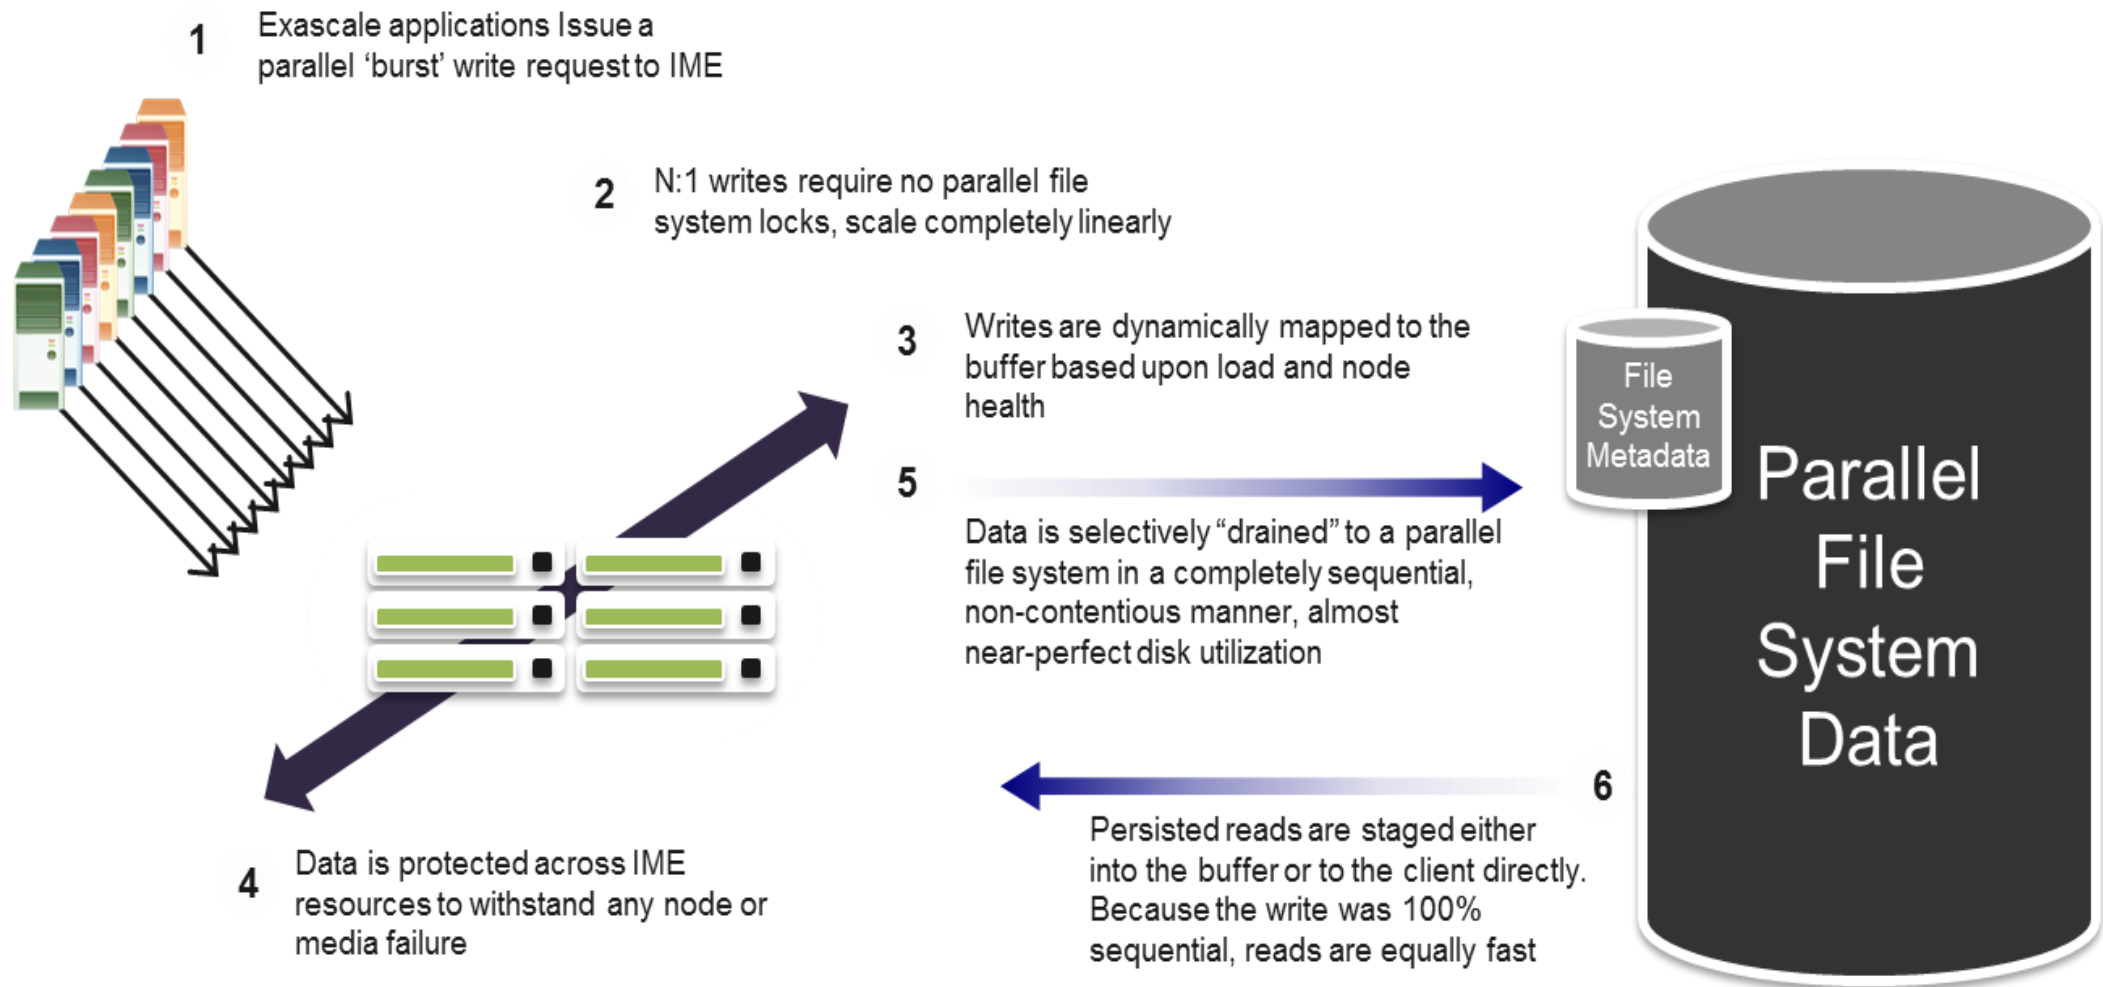 1
Exascale applications Issue a
parallel ‘burst’ write request to IME
2
N:1 writes require no parallel file
system locks, scale completely linearly
3
Writes are dynamically mapped to the
buffer based upon load and node
health
5
Data is selectively “drained” to a parallel
file system in a completely sequential,
non-contentious manner, almost
near-perfect disk utilization
File
System
Metadata
Parallel
File
System
Data
4
Data is protected across IME
resources to withstand any node or
media failure
6
Persisted reads are staged either
into the buffer or to the client directly.
Because the write was 100%
sequential, reads are equally fast